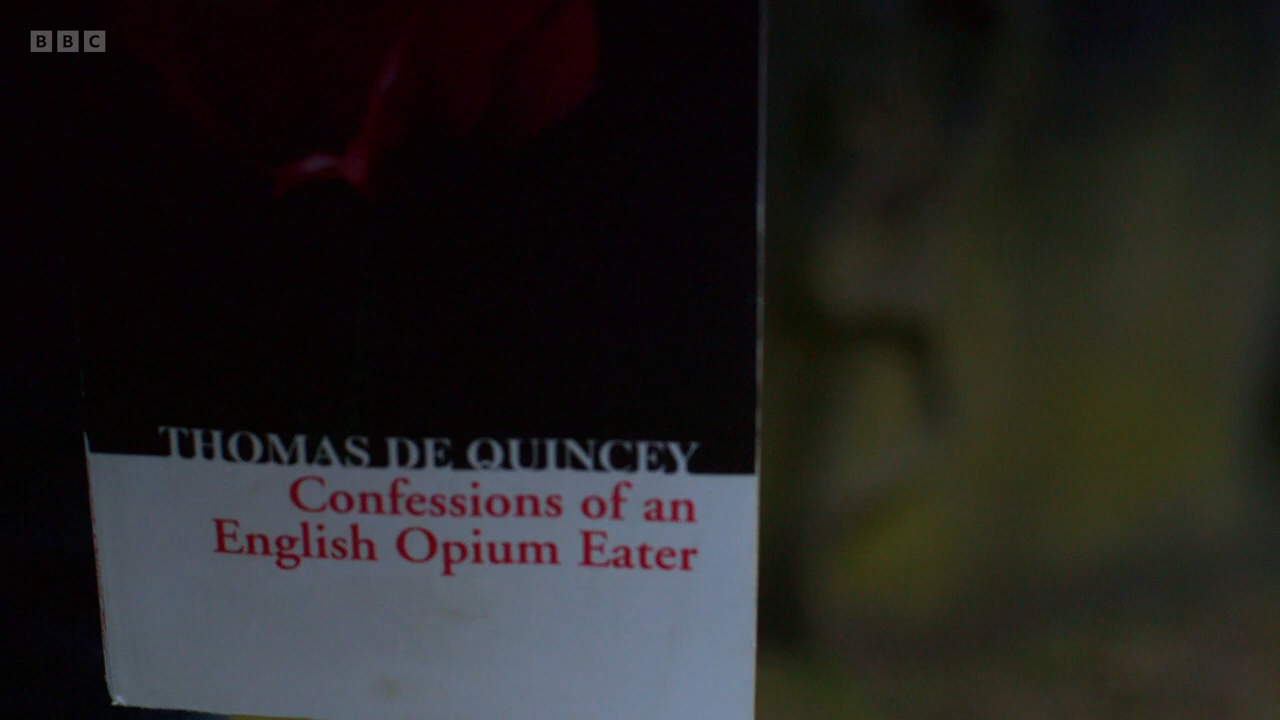 BBC
THOMAS DE QUINCEY
Confessions of an
English Opium Eater